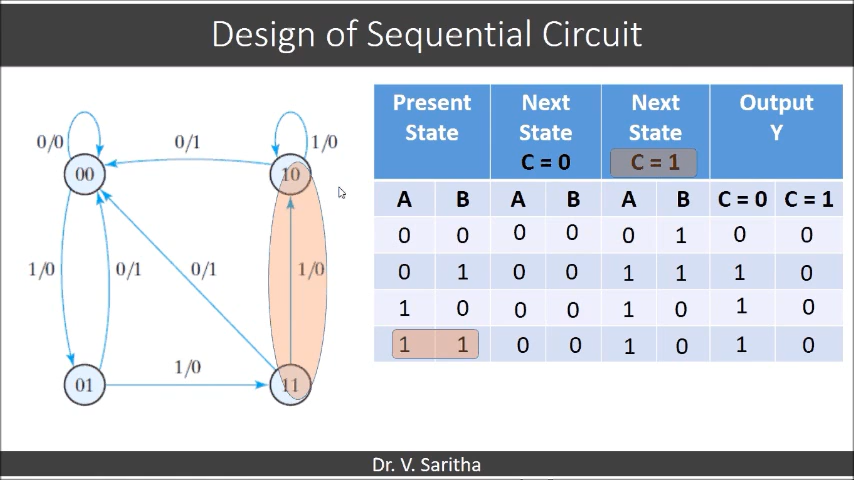 Design of Sequential Circuit
0/0
0/1
1/0
00
10
1/0
0/1
0/1
1/0
01
1/0
11
Present State
Next State C = 0
Next State C = 1
Output Y
A B A B A B C = 0 C = 1
0 0 0 0 0 1 0 0
0 1 0 0 1 1 1 0
1 0 0 0 1 0 1 0
1 1 0 0 1 0 1 0
Dr. V. Saritha